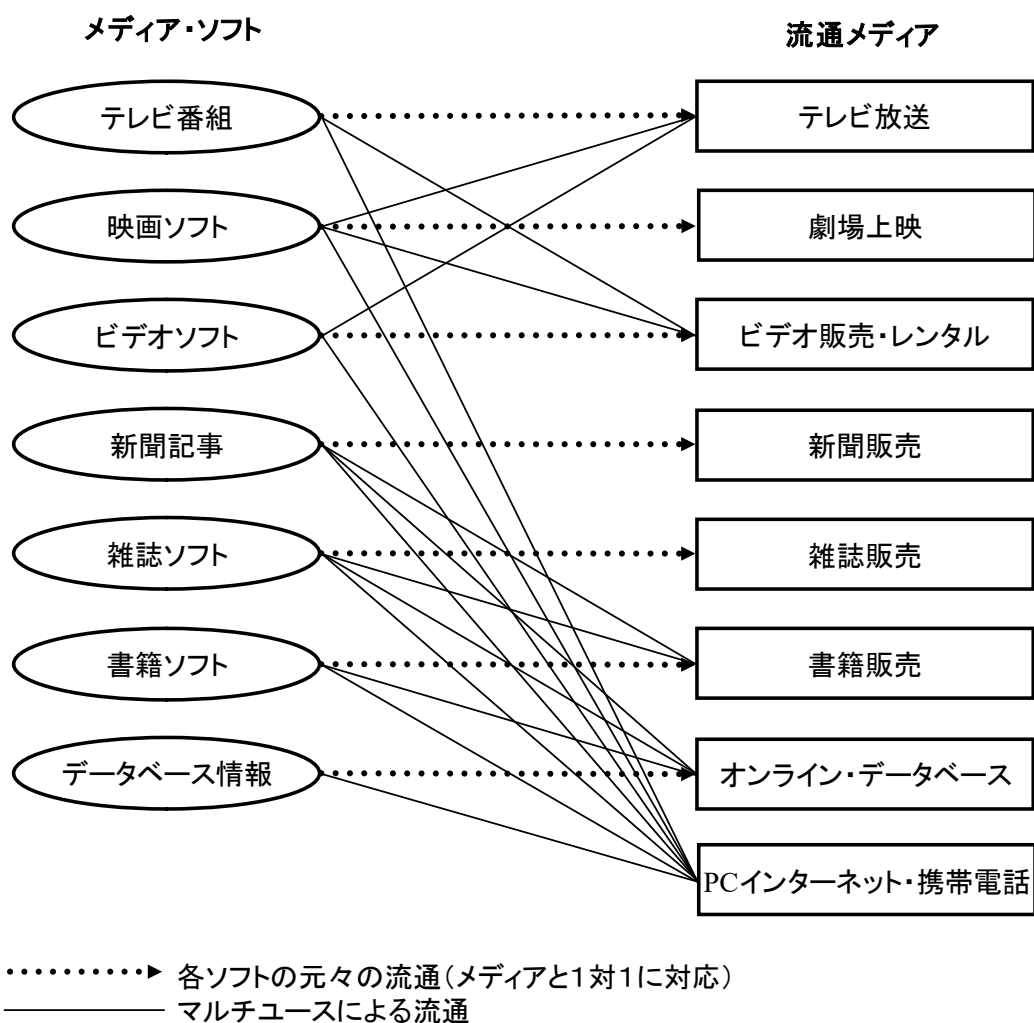 メディア・ソフト
流通メディア
テレビ番組
テレビ放送
映画ソフト
劇場上映
ビデオソフト
ビデオ販売・レンタル
新聞記事
新聞販売
雑誌ソフト
雑誌販売
書籍ソフト
書籍販売
データベース情報
オンライン・データベース
PCインターネット・携帯電話
各ソフトの元々の流通(メディアと1対1に対応)
マルチユースによる流通